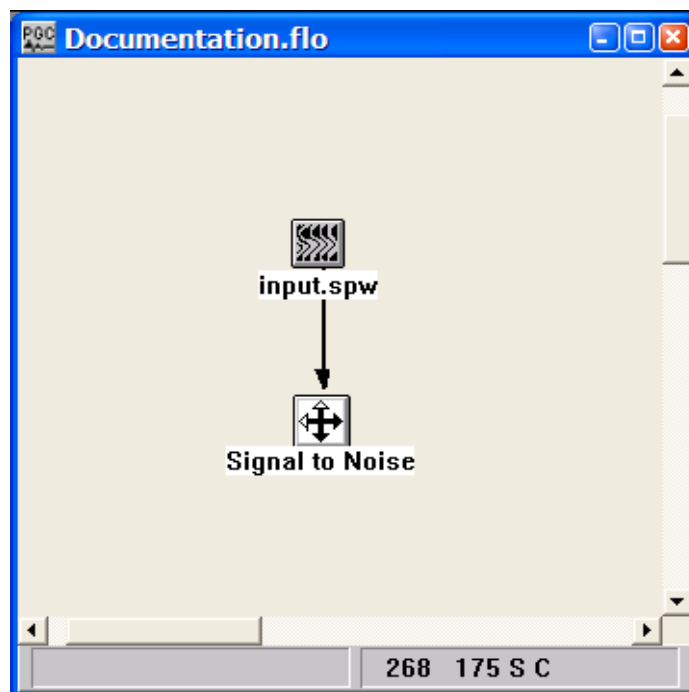 PGC
Documentation.flo
input.spw
Signal to Noise
268 175 S C